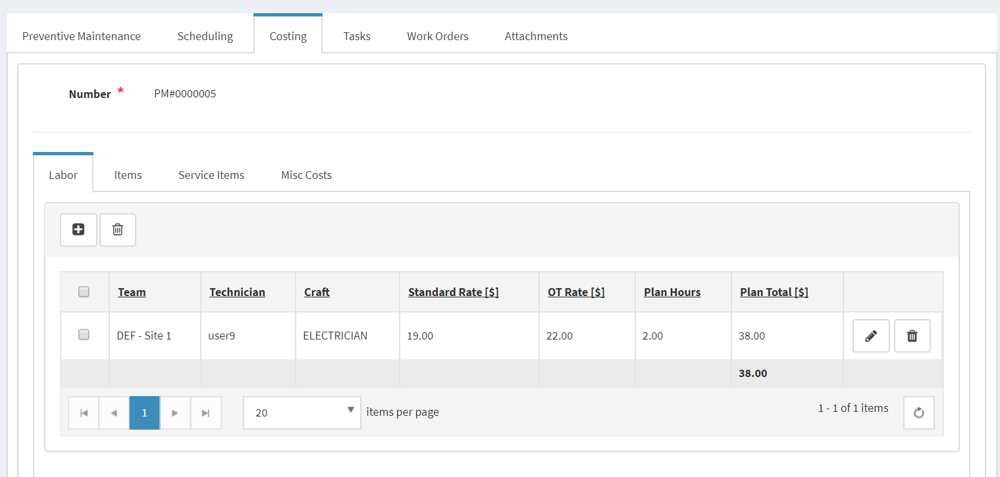 Preventive Maintenance Scheduling Costing Tasks Work Orders Attachments
Number * PM#0000005
Labor Items Service Items Misc Costs
Team Technician Craft Standard Rate [$] OT Rate [$] Plan Hours Plan Total [$]
DEF - Site 1 user9 ELECTRICIAN 19.00 22.00 2.00 38.00
38.00
1 20 items per page 1 - 1 of 1 items